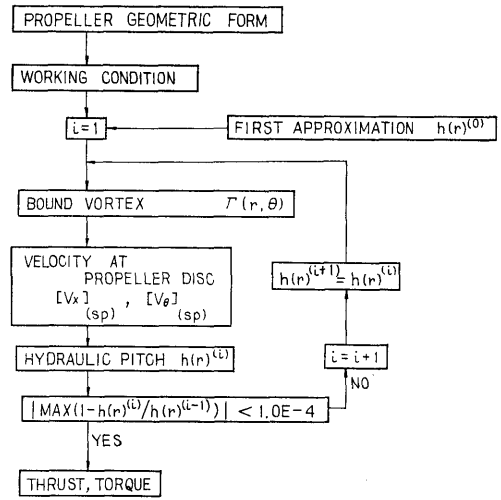 PROPELLER GEOMETRIC FORM
WORKING CONDITION
i=1
FIRST APPROXIMATION h(r)^(0)
BOUND VORTEX Γ(r,θ)
VELOCITY AT
PROPELLER DISC
[Vx](sp) , [Vθ](sp)
h(r)^(i+1)=h(r)^(i)
HYDRAULIC PITCH h(r)^(i)
i=i+1
NO
|MAX(1-h(r)^(i)/h(r)^(i-1))| < 1.0E-4
YES
THRUST, TORQUE